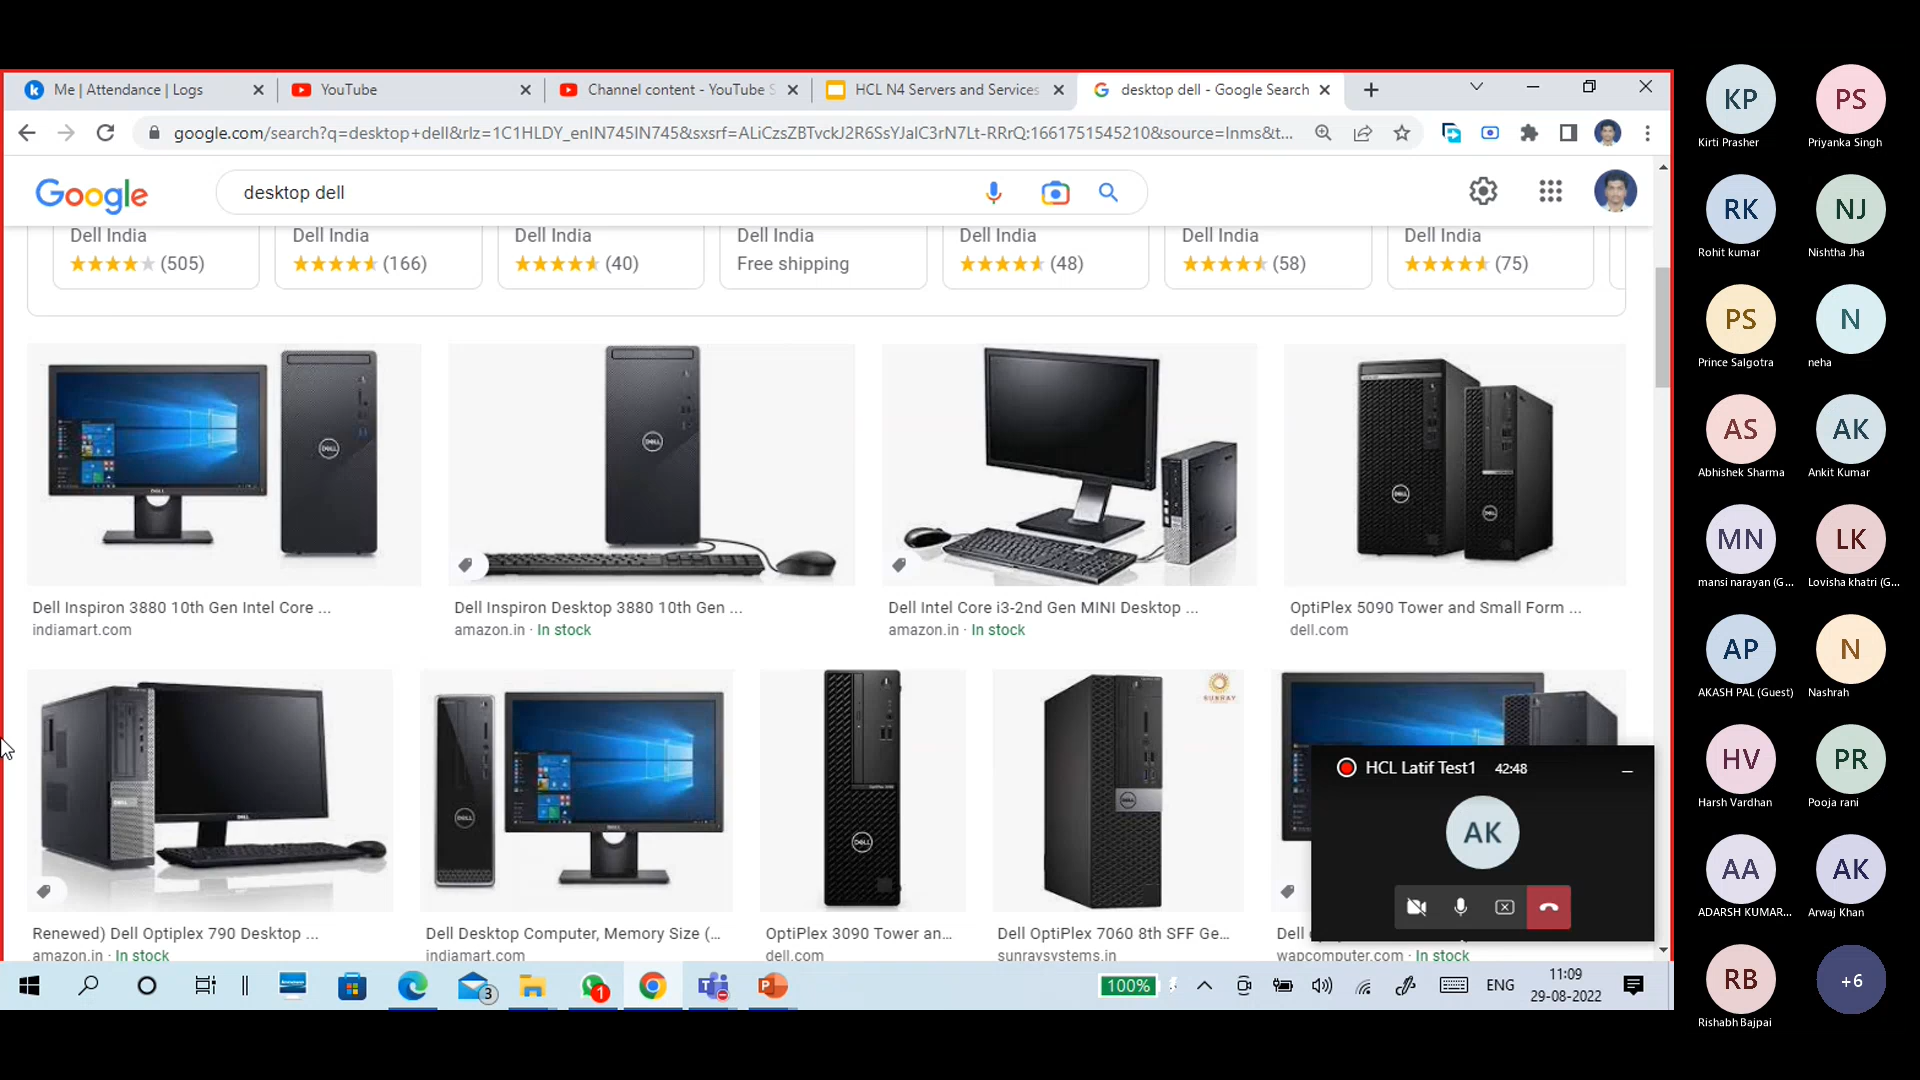 Me | Attendance | Logs
YouTube
Channel content - YouTube S
HCL N4 Servers and Services
desktop dell - Google Search
google.com/search?q=desktop+dell&rlz=1C1HLDY_enIN745IN745&sxsrf=ALiCzsZBTvckJ2R6SsYJalC3rN7Lt-RRrQ:1661751545210&source=lnms&t...
Google
desktop dell
Dell India
(505)
Dell India
(166)
Dell India
(40)
Dell India
Free shipping
Dell India
(48)
Dell India
(58)
Dell India
(75)
Dell Inspiron 3880 10th Gen Intel Core ...
indiamart.com
Dell Inspiron Desktop 3880 10th Gen ...
amazon.in · In stock
Dell Intel Core i3-2nd Gen MINI Desktop ...
amazon.in · In stock
OptiPlex 5090 Tower and Small Form ...
dell.com
SUNRAY
Renewed) Dell Optiplex 790 Desktop ...
amazon.in · In stock
Dell Desktop Computer, Memory Size (...
indiamart.com
OptiPlex 3090 Tower an...
dell.com
Dell OptiPlex 7060 8th SFF Ge...
sunraysystems.in
Dell
wapcomputer.com · In stock
HCL Latif Test1 42:48
AK
3
1
100%
ENG
11:09
29-08-2022
KP
Kirti Prasher
PS
Priyanka Singh
RK
Rohit kumar
NJ
Nishtha Jha
PS
Prince Salgotra
N
neha
AS
Abhishek Sharma
AK
Ankit Kumar
MN
mansi narayan (G...
LK
Lovisha khatri (G...
AP
AKASH PAL (Guest)
N
Nashrah
HV
Harsh Vardhan
PR
Pooja rani
AA
ADARSH KUMAR...
AK
Arwaj Khan
RB
Rishabh Bajpai
+6